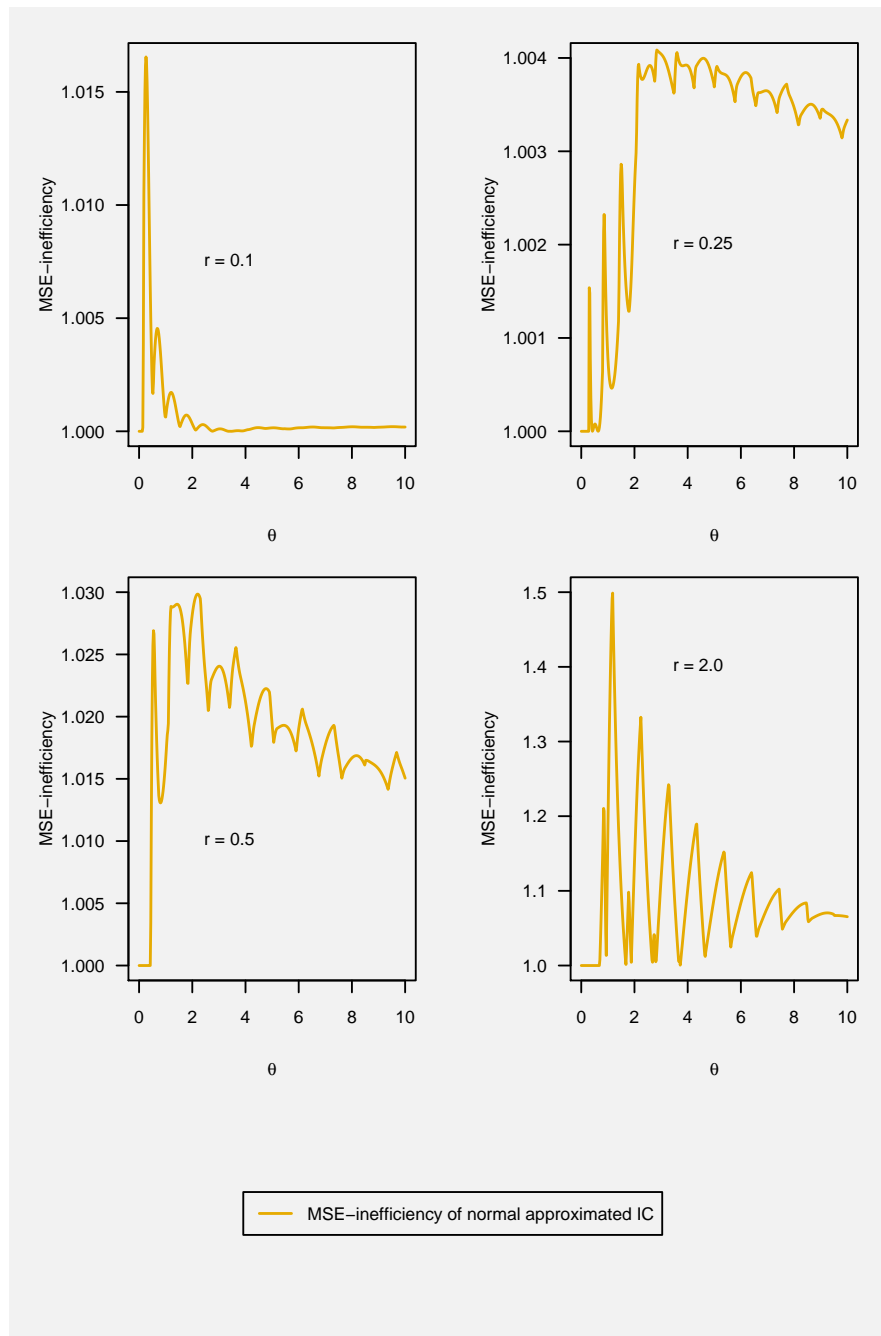 1.015
1.010
1.005
1.000
MSE−inefficiency
r = 0.1
0 2 4 6 8 10
θ
1.004
1.003
1.002
1.001
1.000
MSE−inefficiency
r = 0.25
0 2 4 6 8 10
θ
1.030
1.025
1.020
1.015
1.010
1.005
1.000
MSE−inefficiency
r = 0.5
0 2 4 6 8 10
θ
1.5
1.4
1.3
1.2
1.1
1.0
MSE−inefficiency
r = 2.0
0 2 4 6 8 10
θ
MSE−inefficiency of normal approximated IC